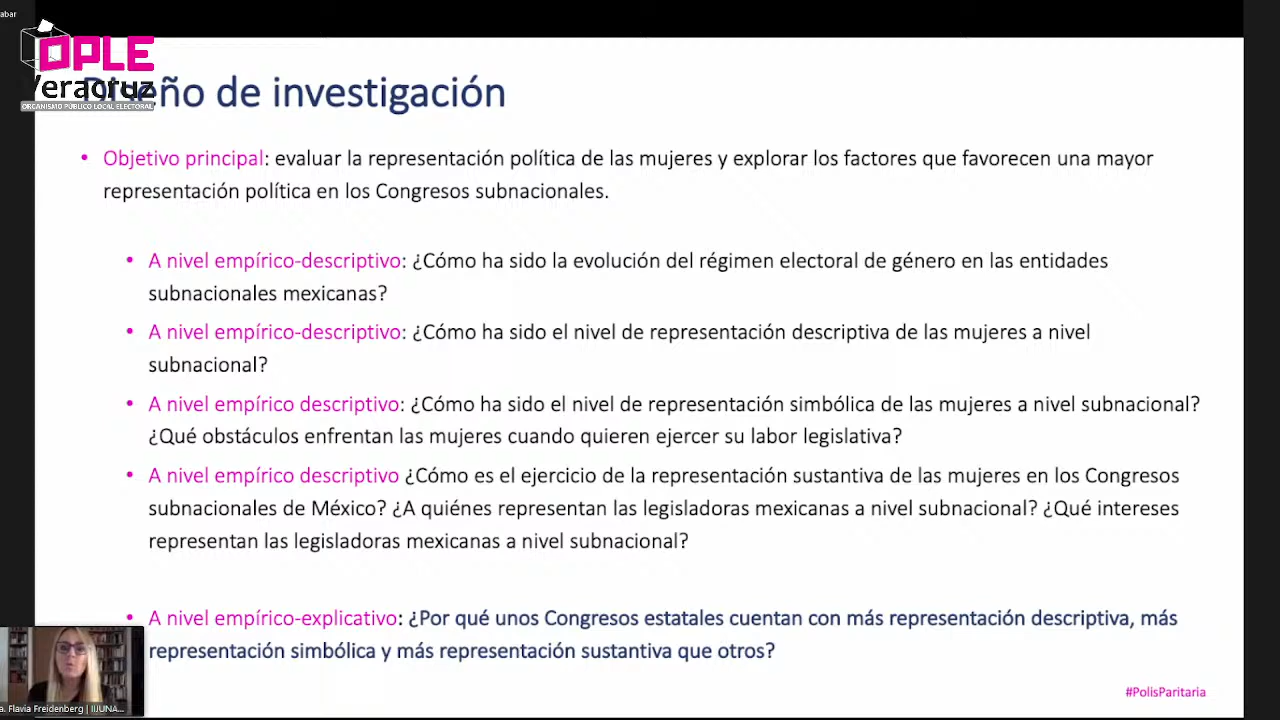 abar
OPLE
Veracruz
ORGANISMO PÚBLICO LOCAL ELECTORAL
Diseño de investigación
• Objetivo principal: evaluar la representación política de las mujeres y explorar los factores que favorecen una mayor
representación política en los Congresos subnacionales.
• A nivel empírico-descriptivo: ¿Cómo ha sido la evolución del régimen electoral de género en las entidades
subnacionales mexicanas?
• A nivel empírico-descriptivo: ¿Cómo ha sido el nivel de representación descriptiva de las mujeres a nivel
subnacional?
• A nivel empírico descriptivo: ¿Cómo ha sido el nivel de representación simbólica de las mujeres a nivel subnacional?
¿Qué obstáculos enfrentan las mujeres cuando quieren ejercer su labor legislativa?
• A nivel empírico descriptivo ¿Cómo es el ejercicio de la representación sustantiva de las mujeres en los Congresos
subnacionales de México? ¿A quiénes representan las legisladoras mexicanas a nivel subnacional? ¿Qué intereses
representan las legisladoras mexicanas a nivel subnacional?
• A nivel empírico-explicativo: ¿Por qué unos Congresos estatales cuentan con más representación descriptiva, más
representación simbólica y más representación sustantiva que otros?
#PolisParitaria
a. Flavia Freidenberg | IIJUNA...